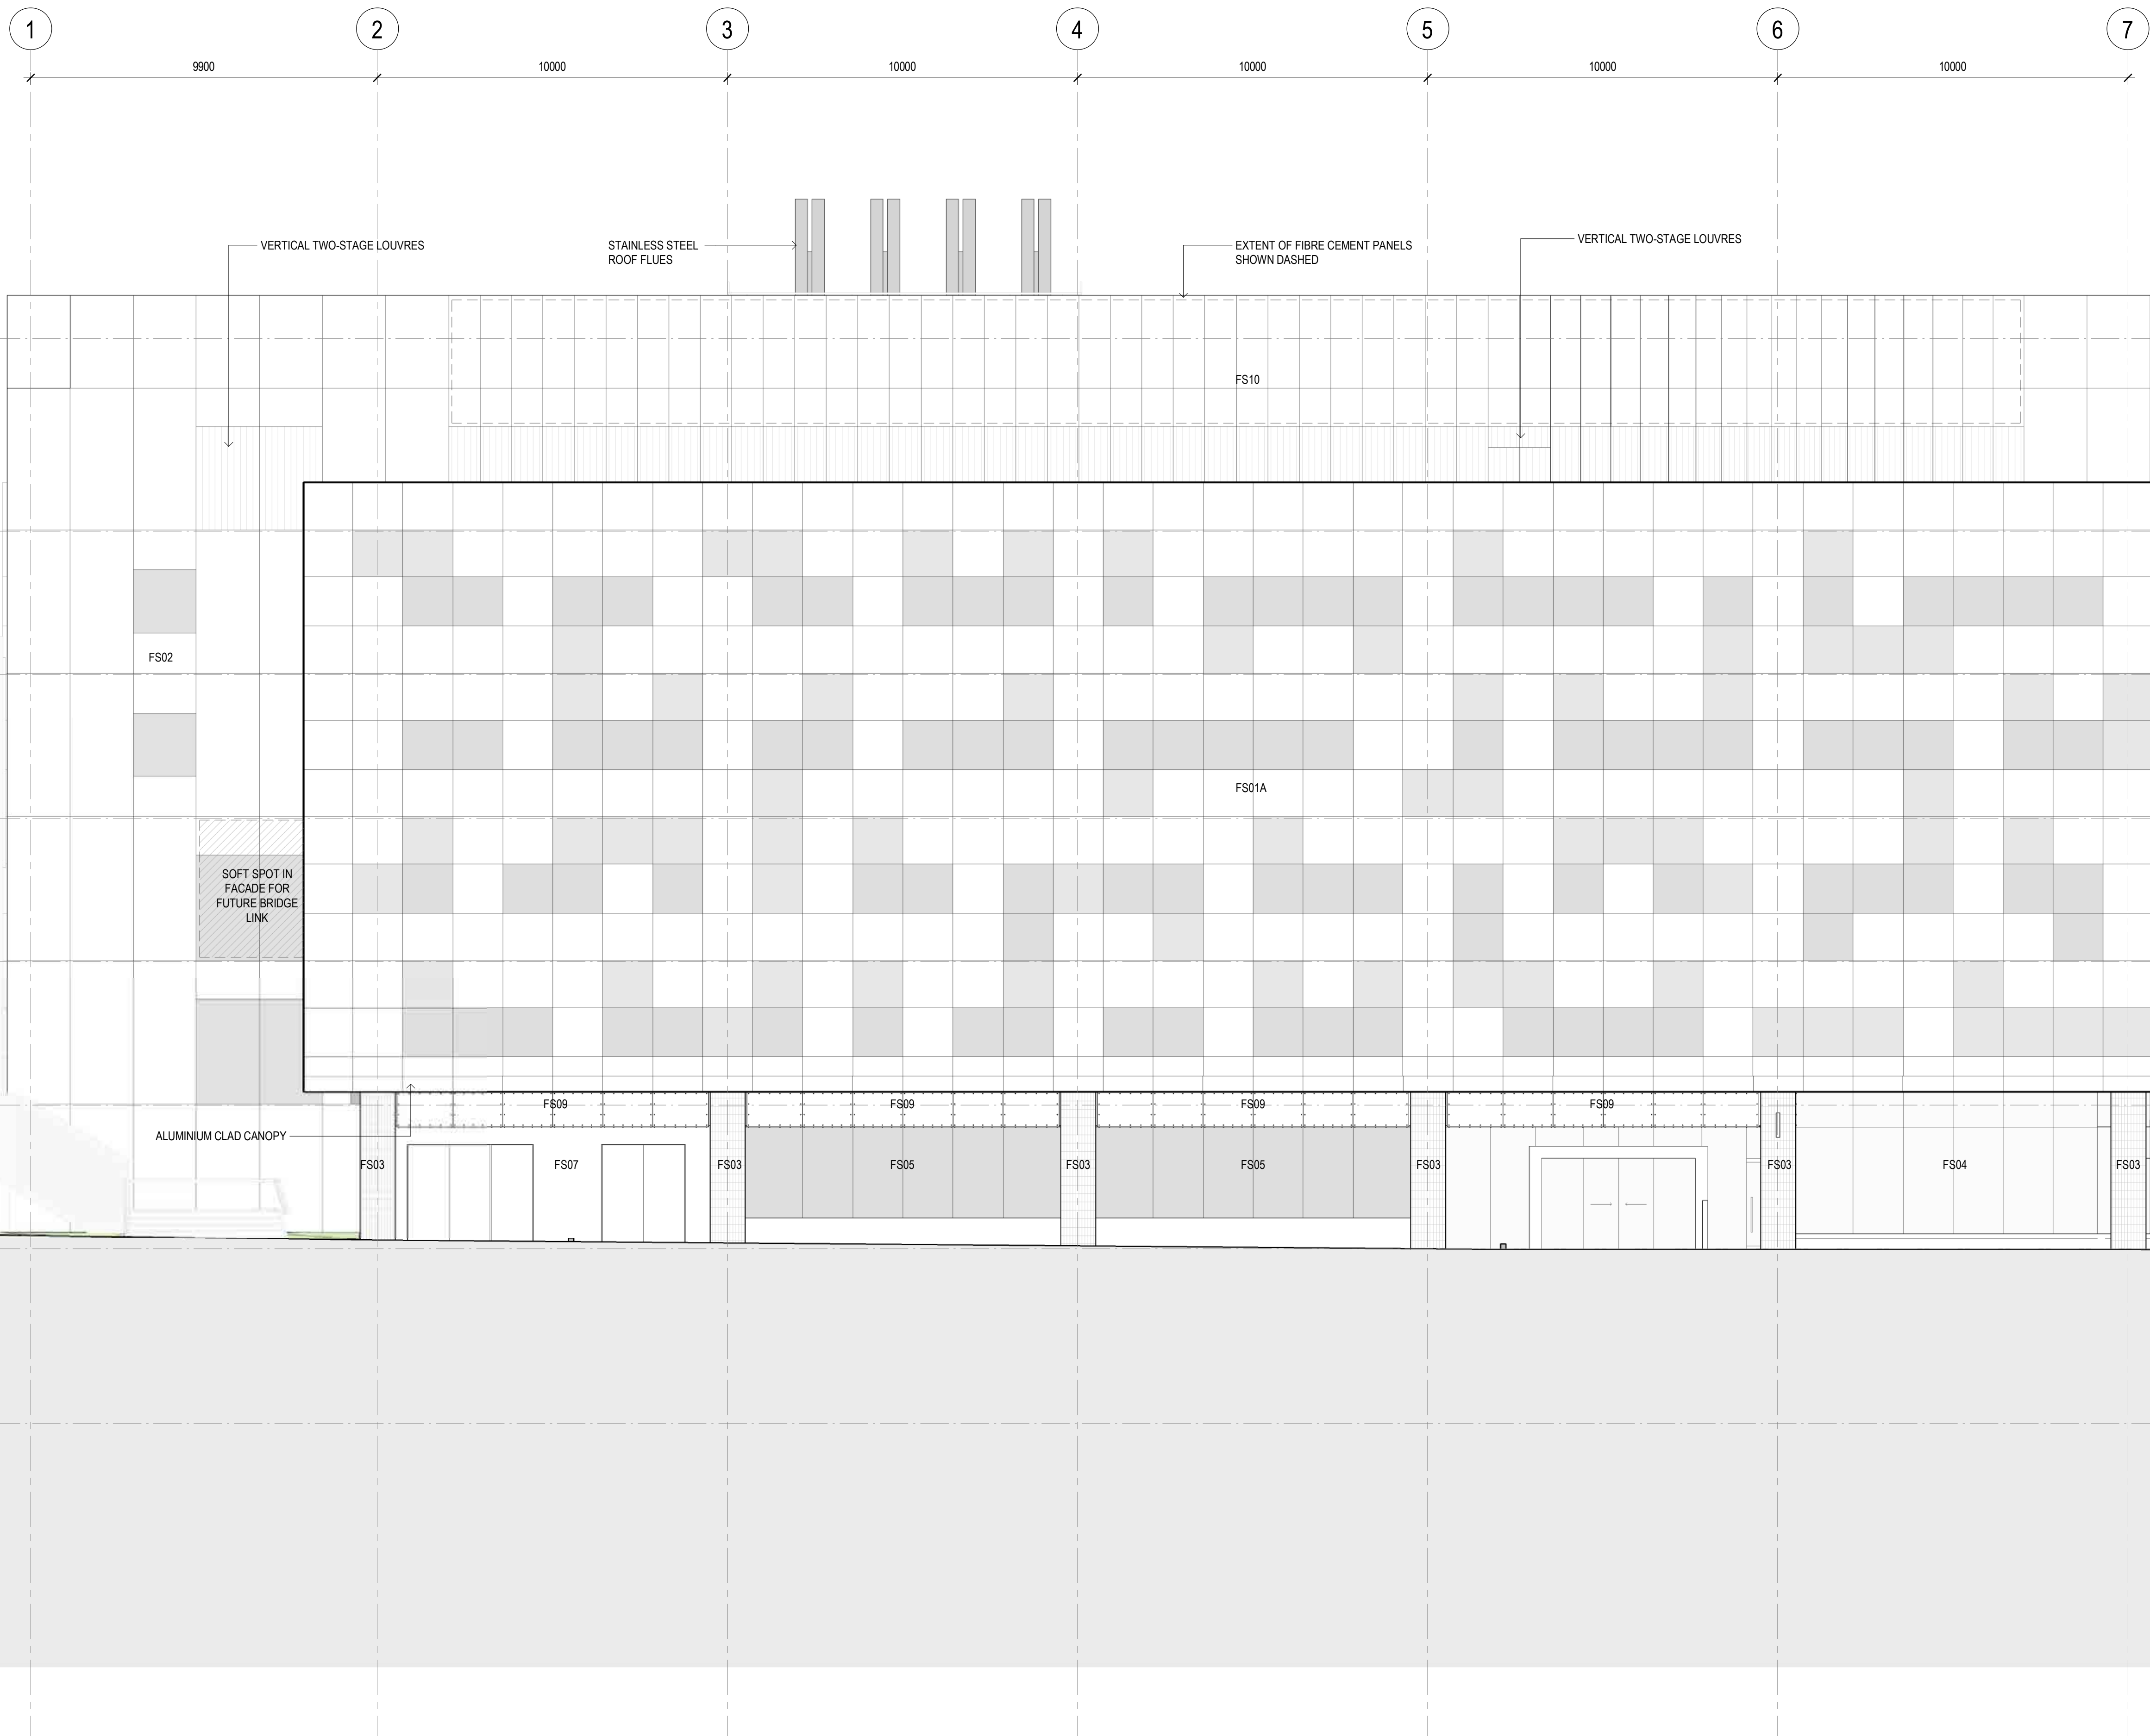 1 2 3 4 5 6 7
9900 10000 10000 10000 10000 10000
VERTICAL TWO-STAGE LOUVRES
STAINLESS STEEL
ROOF FLUES
EXTENT OF FIBRE CEMENT PANELS
SHOWN DASHED
VERTICAL TWO-STAGE LOUVRES
FS10
FS02
FS01A
SOFT SPOT IN
FACADE FOR
FUTURE BRIDGE
LINK
FS09 FS09 FS09 FS09
ALUMINIUM CLAD CANOPY
FS03 FS07 FS03 FS05 FS03 FS05 FS03 FS03 FS04 FS03